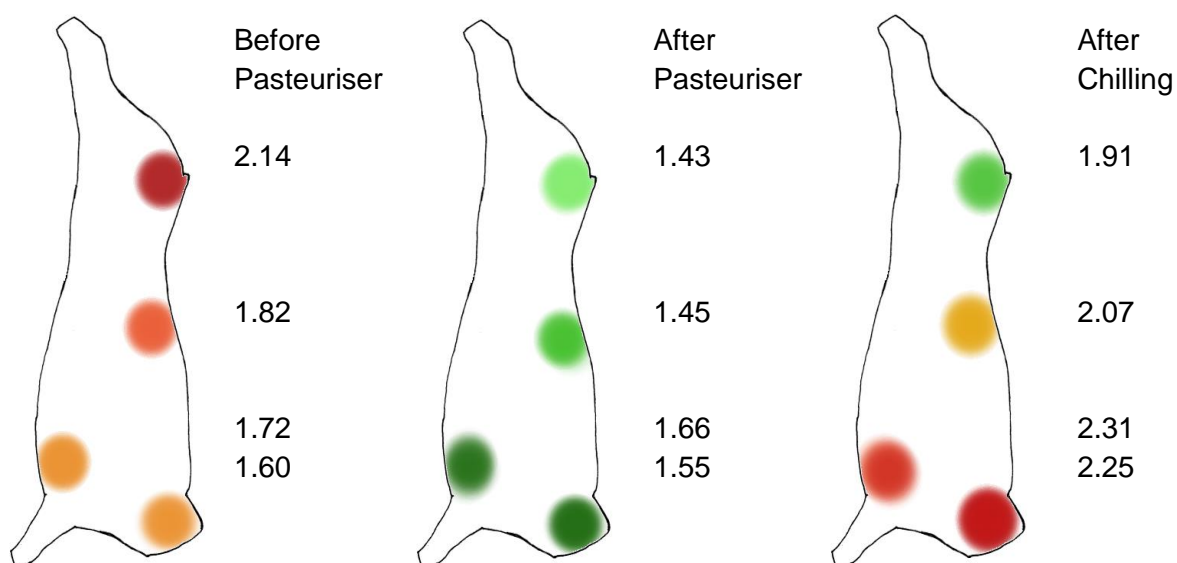 Before
Pasteuriser
2.14
1.82
1.72
1.60
After
Pasteuriser
1.43
1.45
1.66
1.55
After
Chilling
1.91
2.07
2.31
2.25